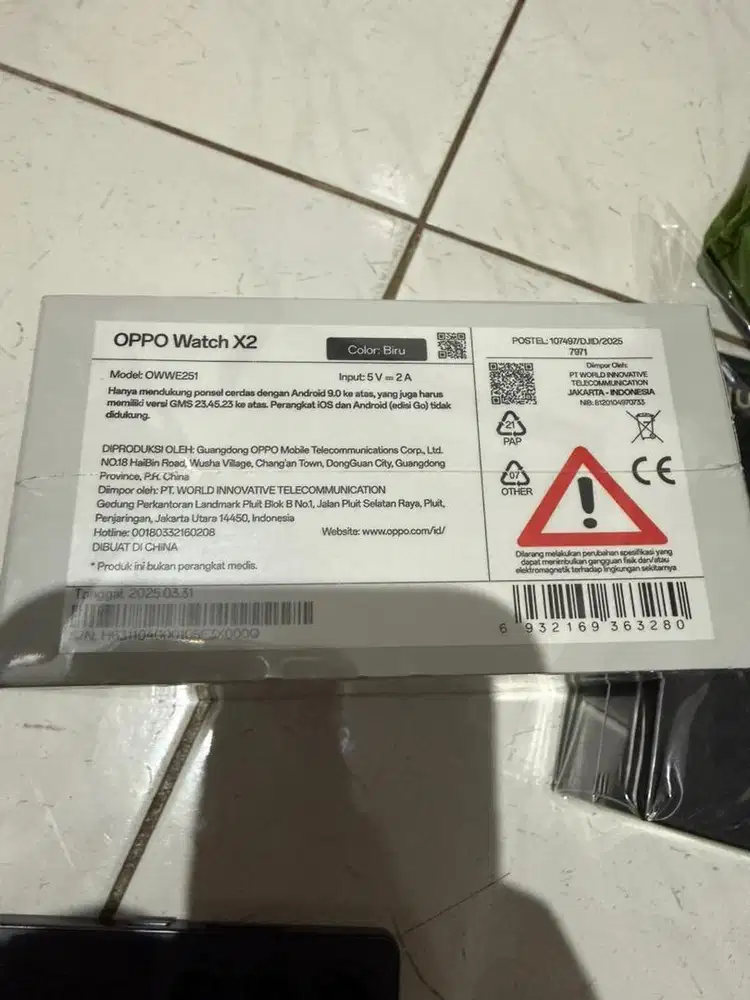 OPPO Watch X2
Color: Biru
Model: OWWE251
Input: 5 V = 2 A
Hanya mendukung ponsel cerdas dengan Android 9.0 ke atas, yang juga harus
memiliki versi GMS 23.45.23 ke atas. Perangkat iOS dan Android (edisi Go) tidak
didukung.
DIPRODUKSI OLEH: Guangdong OPPO Mobile Telecommunications Corp., Ltd.
NO.18 HaiBin Road, Wusha Village, Chang'an Town, DongGuan City, Guangdong
Province, P.R. China
Diimpor oleh: PT. WORLD INNOVATIVE TELECOMMUNICATION
Gedung Perkantoran Landmark Pluit Blok B No.1, Jalan Pluit Selatan Raya, Pluit,
Penjaringan, Jakarta Utara 14450, Indonesia
Hotline: 00180332160208
Website: www.oppo.com/id/
DIBUAT DI CHINA
* Produk ini bukan perangkat medis.
Tanggal: 2025.03.31
S/N:
POSTEL: 107497/DJID/2025
7971
Diimpor Oleh:
PT WORLD INNOVATIVE
TELECOMMUNICATION
JAKARTA - INDONESIA
NIB: 8120104970733
21
PAP
07
OTHER
CE
!
Dilarang melakukan perubahan spesifikasi yang
dapat menimbulkan gangguan fisik dan/atau
elektromagnetik terhadap lingkungan sekitarnya
6 932169 363280